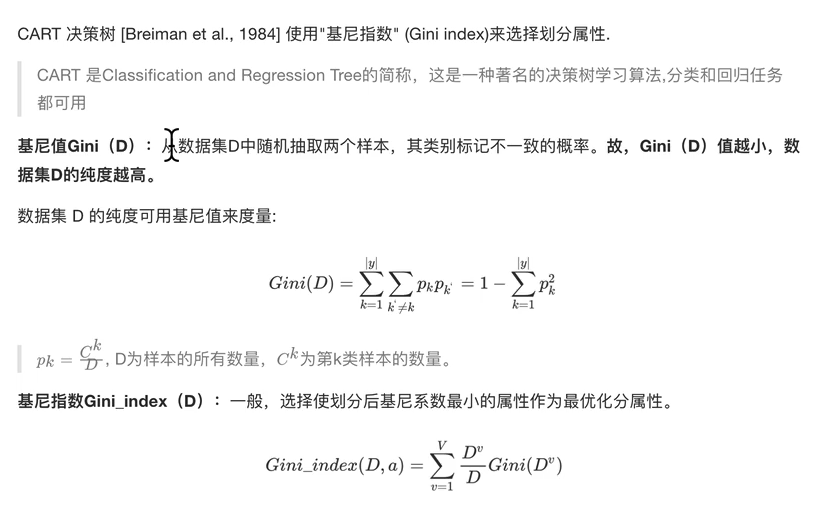 CART 决策树 [Breiman et al., 1984] 使用"基尼指数" (Gini index)来选择划分属性.
CART 是Classification and Regression Tree的简称，这是一种著名的决策树学习算法,分类和回归任务
都可用
基尼值Gini（D）：从数据集D中随机抽取两个样本，其类别标记不一致的概率。故，Gini（D）值越小，数
据集D的纯度越高。
数据集 D 的纯度可用基尼值来度量:
Gini(D) = \sum_{k=1}^{|y|} \sum_{k' \neq k} p_k p_{k'} = 1 - \sum_{k=1}^{|y|} p_k^2
pk = \frac{C^k}{D}, D为样本的所有数量，C^k为第k类样本的数量。
基尼指数Gini_index（D）：一般，选择使划分后基尼系数最小的属性作为最优化分属性。
Gini_index(D, a) = \sum_{v=1}^{V} \frac{D^v}{D} Gini(D^v)